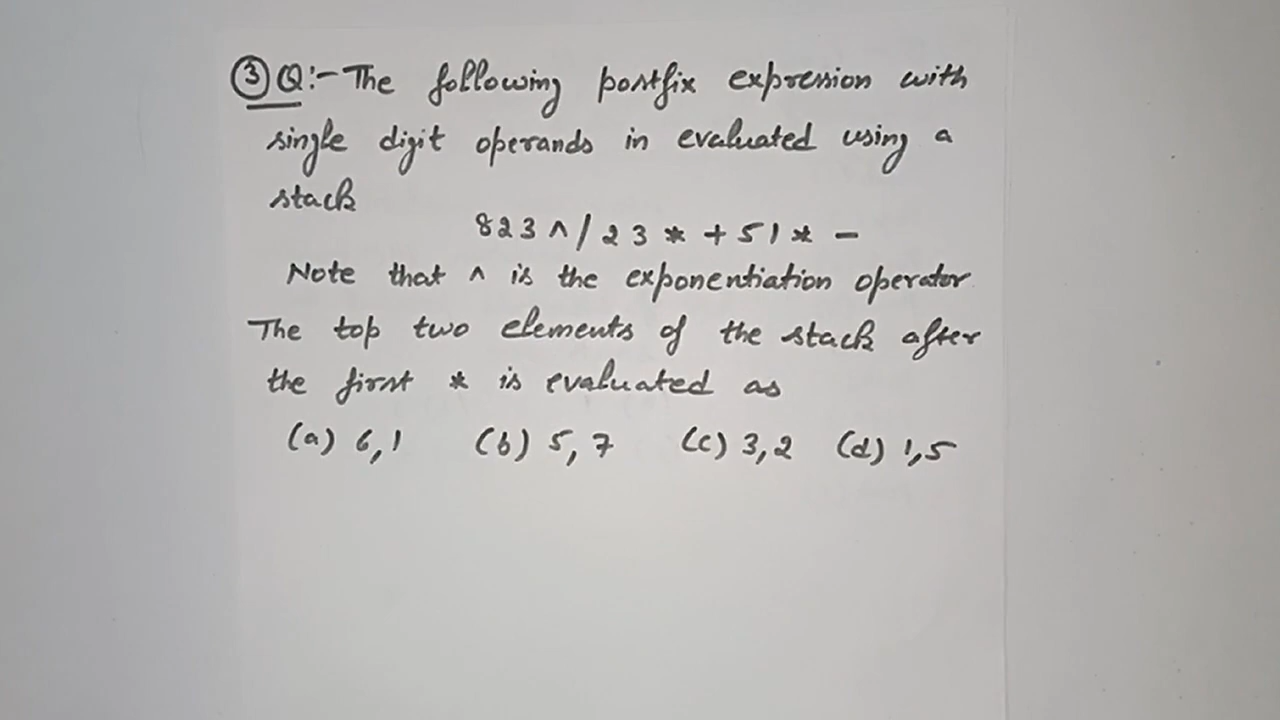 ③ Q:- The following postfix expression with
single digit operands in evaluated using a
stack
8 2 3 ^ / 2 3 * + 5 1 * -
Note that ^ is the exponentiation operator.
The top two elements of the stack after
the first * is evaluated as
(a) 6,1 (b) 5,7 (c) 3,2 (d) 1,5